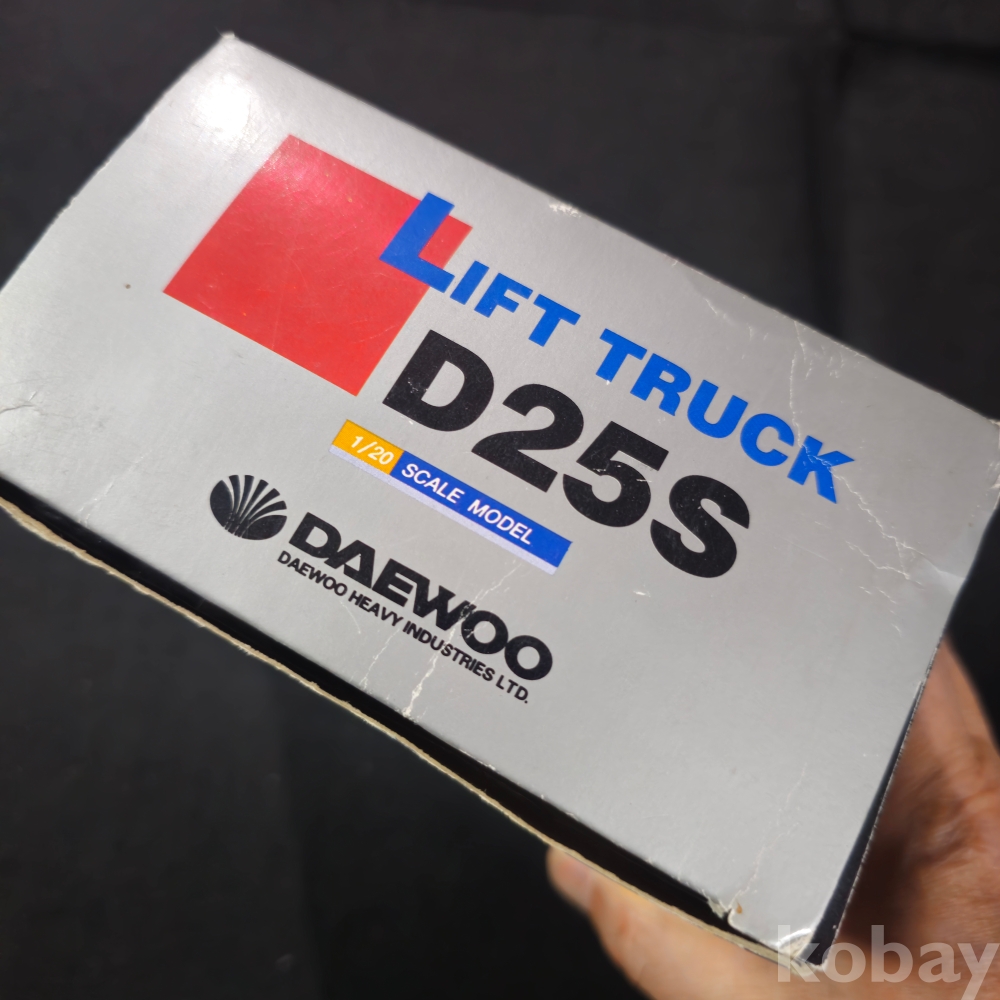 LIFT TRUCK
D25S
1/20 SCALE MODEL
DAEWOO
DAEWOO HEAVY INDUSTRIES LTD.
kobay